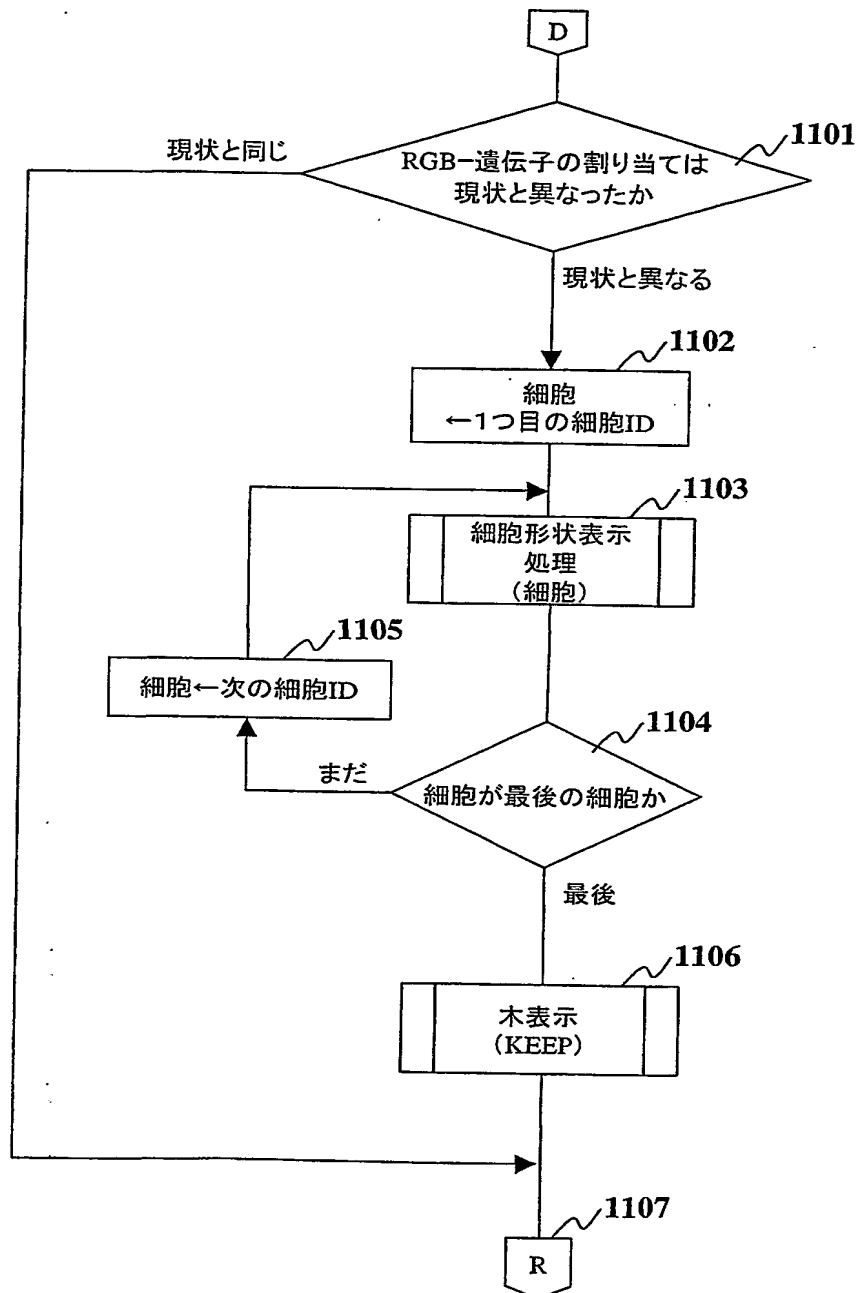 D
1101
現状と同じ
RGB-遺伝子の割り当ては
現状と異なったか
現状と異なる
1102
細胞
←1つ目の細胞ID
1103
細胞形状表示
処理
(細胞)
1105
細胞←次の細胞ID
1104
まだ
細胞が最後の細胞か
最後
1106
木表示
(KEEP)
1107
R